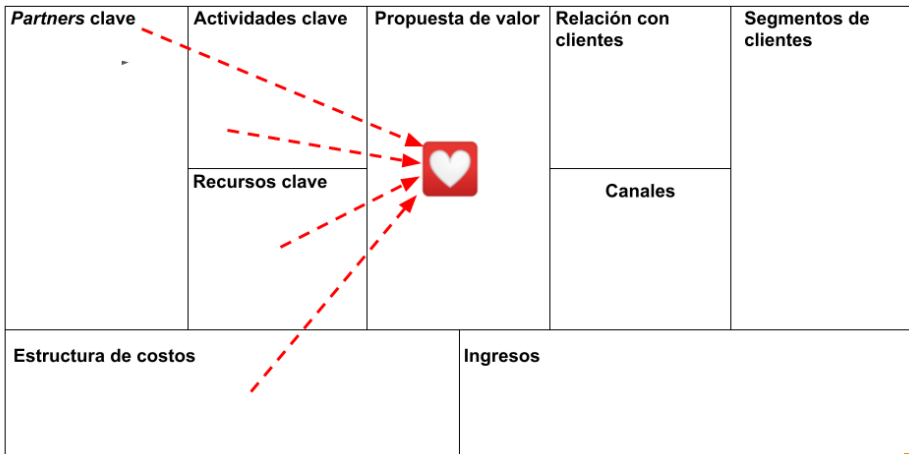 Partners clave
Actividades clave
Propuesta de valor
Relación con
clientes
Segmentos de
clientes
Recursos clave
Canales
Estructura de costos
Ingresos